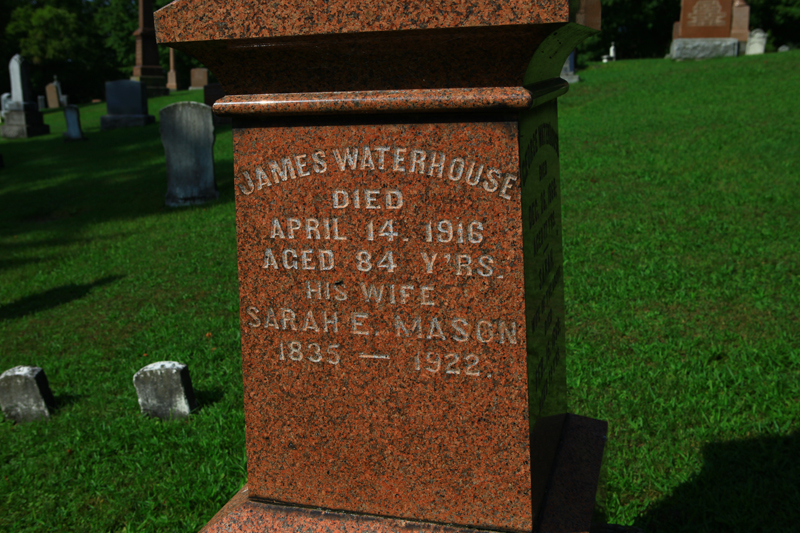 JAMES WATERHOUSE
DIED
APRIL 14. 1916
AGED 84 Y'RS.
HIS WIFE
SARAH E. MASON
1835 — 1922.